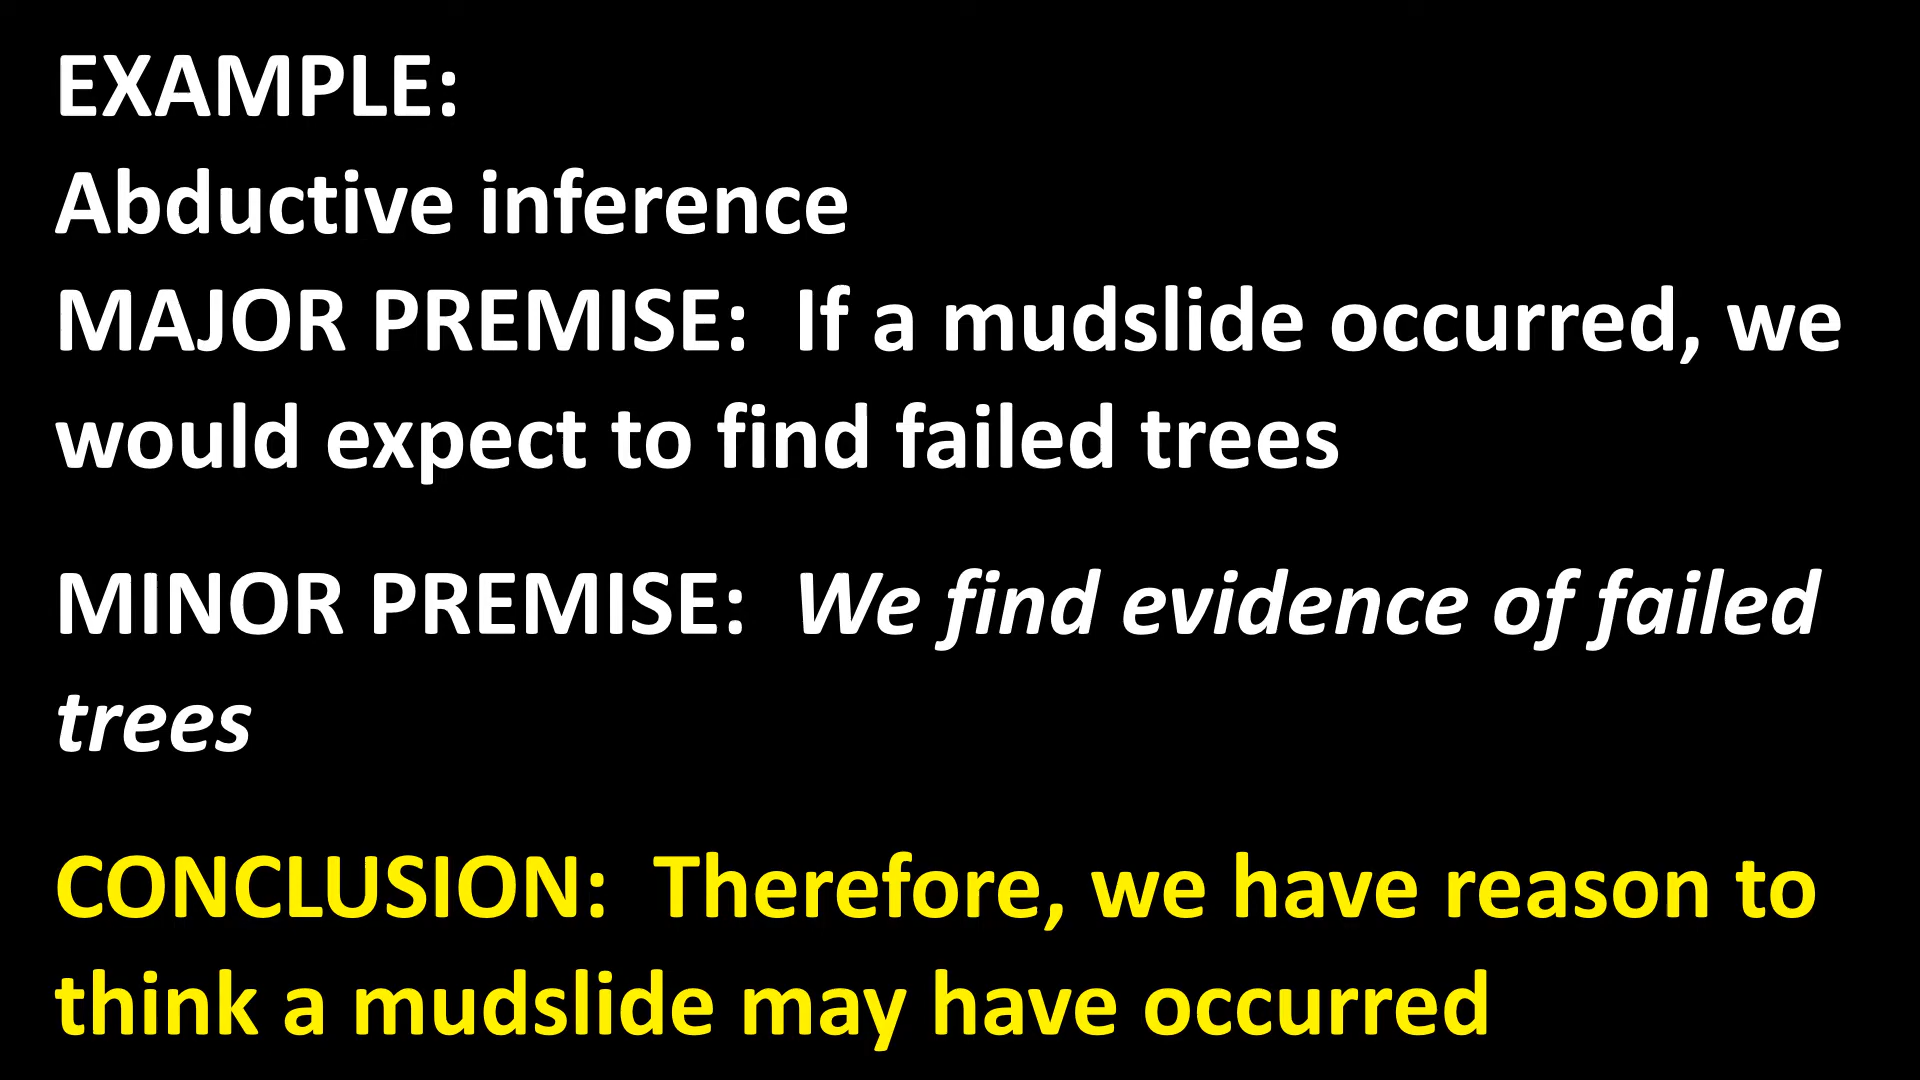 EXAMPLE:
Abductive inference
MAJOR PREMISE:  If a mudslide occurred, we
would expect to find failed trees
MINOR PREMISE:  We find evidence of failed
trees
CONCLUSION:  Therefore, we have reason to
think a mudslide may have occurred